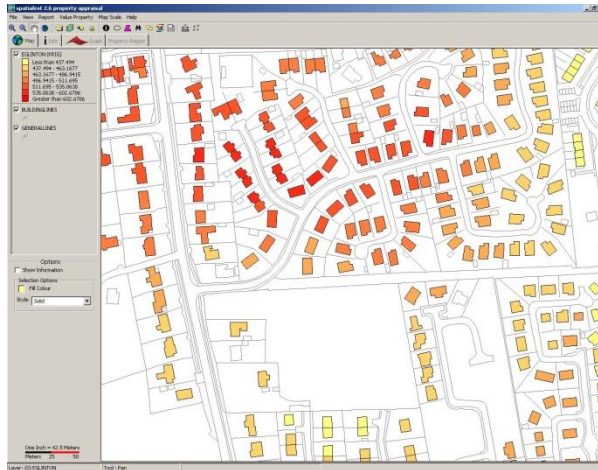 spatialest 2.6 property appraisal
File View Report Value Property Map Scale Help
Map Info Graph Property Report
EGLINTON (KRIG)
Less than 437.494
437.494 - 463.1677
463.1677 - 486.9415
486.9415 - 511.695
511.695 - 535.0638
535.0638 - 602.6786
Greater than 602.6786
BUILDINGLINES
GENERALLINES
Options
Show Information
Selection Options
Fill Colour
Style: Solid
One Inch = 42.5 Meters
Meters 25 50
Layer: (0) EGLINTON Tool : Pan